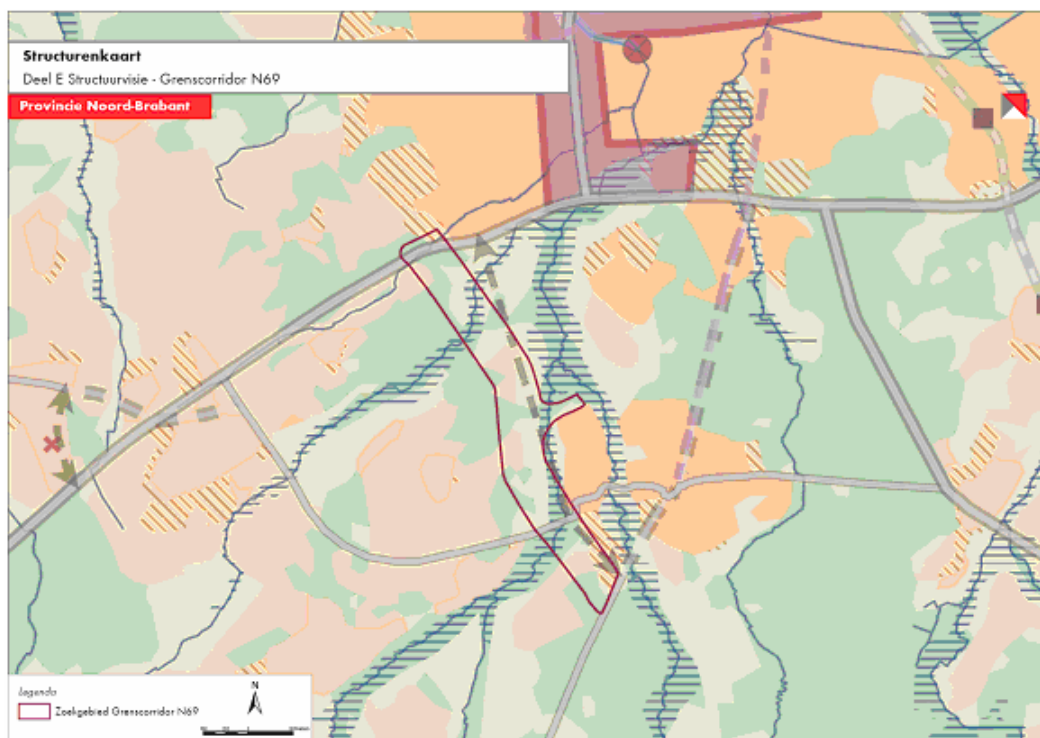 Structurenkaart
Deel E Structuurvisie - Grenscorridor N69
Provincie Noord-Brabant
Legenda
Zoekgebied Grenscorridor N69
N